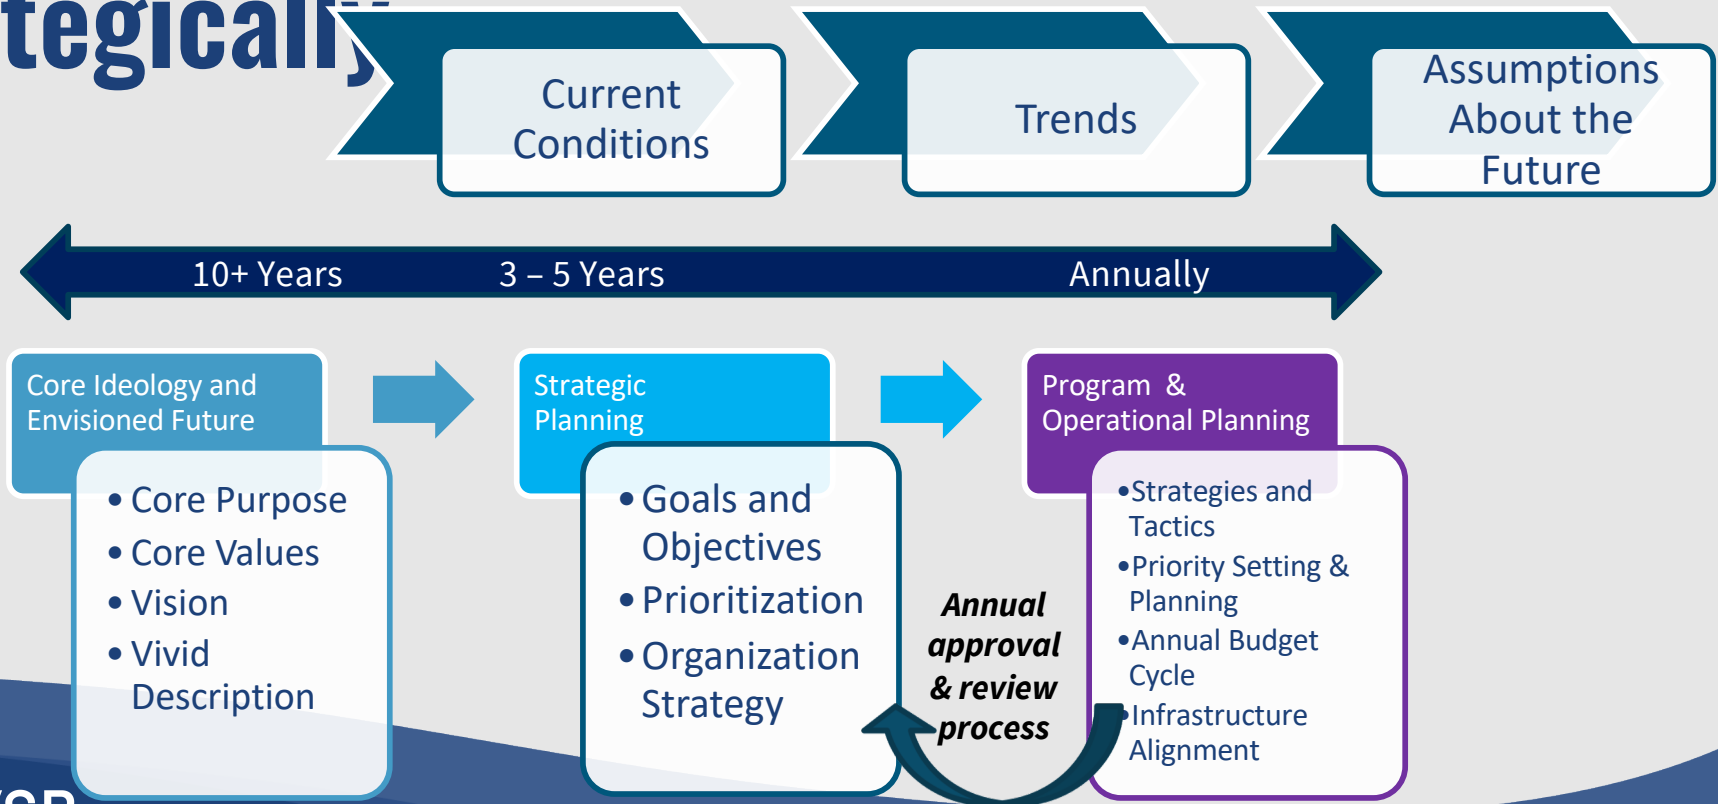 tegically
Current
Conditions
Trends
Assumptions
About the
Future
10+ Years
3 – 5 Years
Annually
Core Ideology and
Envisioned Future
• Core Purpose
• Core Values
• Vision
• Vivid
Description
Strategic
Planning
• Goals and
Objectives
• Prioritization
• Organization
Strategy
Annual
approval
& review
process
Program & 
Operational Planning
•Strategies and
Tactics
•Priority Setting &
Planning
•Annual Budget
Cycle
•Infrastructure
Alignment